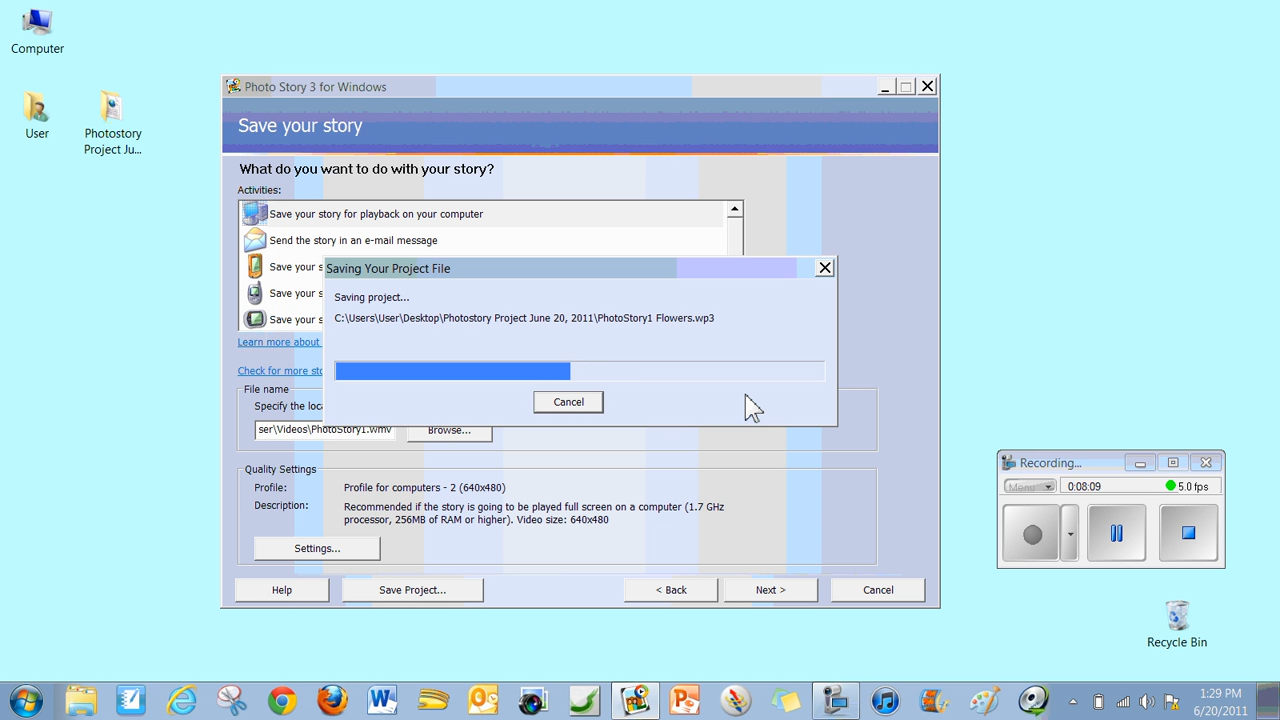 Computer
User
Photostory
Project Ju...
Photo Story 3 for Windows
Save your story
What do you want to do with your story?
Activities:
Save your story for playback on your computer
Send the story in an e-mail message
Save your s
Save your s
Save your s
Learn more about
Check for more sto
Saving Your Project File
Saving project...
C:\Users\User\Desktop\Photostory Project June 20, 2011\PhotoStory1 Flowers.wp3
Cancel
File name
Specify the loca
ser\Videos\PhotoStory1.wmv
Browse...
Quality Settings
Profile:
Profile for computers - 2 (640x480)
Description:
Recommended if the story is going to be played full screen on a computer (1.7 GHz
processor, 256MB of RAM or higher). Video size: 640x480
Settings...
Help
Save Project...
< Back
Next >
Cancel
Recording...
Menu
0:08:09
5.0 fps
Recycle Bin
1:29 PM
6/20/2011